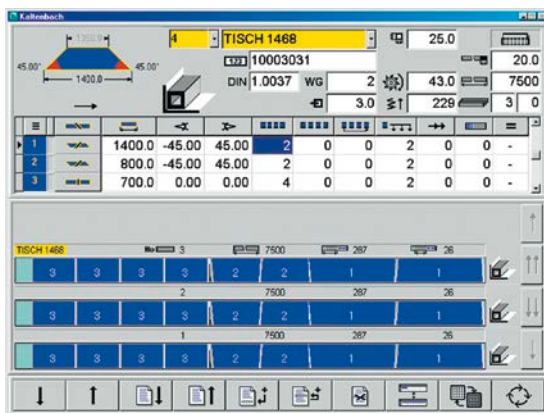 Kaltenbach
1350.0 4 TISCH 1468 25.0
45.00° 45.00° 123 10003031 20.0
1400.0 DIN 1.0037 WG 2 43.0 7500
3.0 229 3 0
1 1400.0 -45.00 45.00 2 0 0 2 0 0 -
2 800.0 -45.00 45.00 2 0 0 2 0 0 -
3 700.0 0.00 0.00 4 0 0 2 0 0 -
TISCH 1468 No 3 7500 287 26
3 3 3 3 2 2 1 1
2 7500 287 26
3 3 3 3 2 2 1 1
1 7500 287 26
3 3 3 3 2 2 1 1